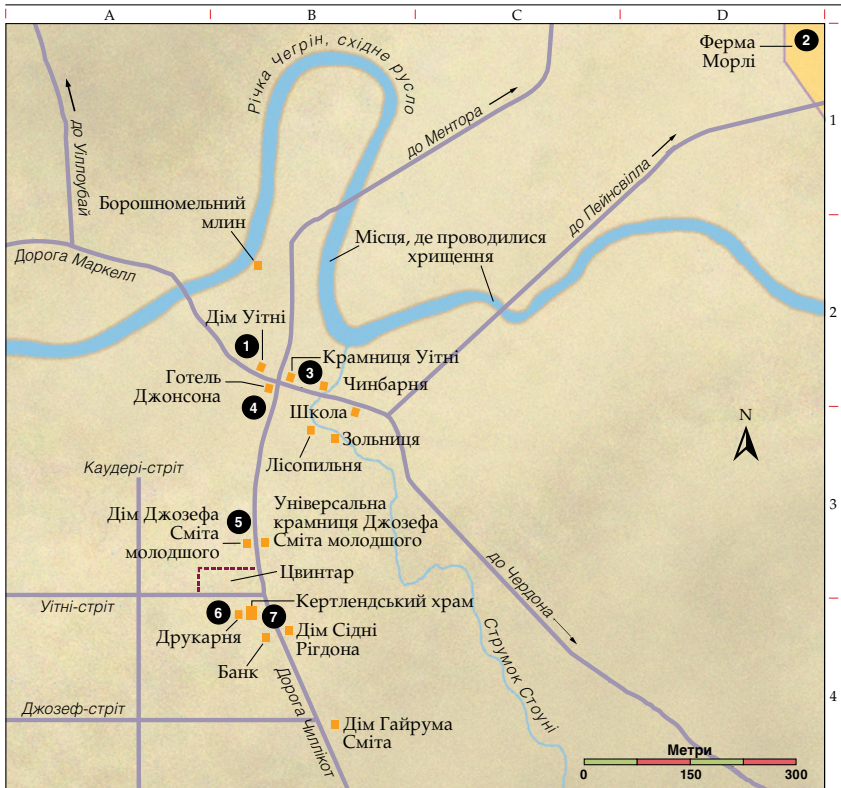 A
B
C
D
1
2
3
4
2
Ферма
Морлі
Річка Чегрін, східне русло
до Уіллоубай
до Ментора
до Пейнсвілла
Борошномельний
млин
Місця, де проводилися
хрищення
Дорога Маркелл
Дім Уітні
1
Крамниця Уітні
3
Чинбарня
Готель
Джонсона
4
Школа
Зольниця
Лісопильня
N
Каудері-стріт
Дім Джозефа
Сміта
молодшого
5
Універсальна
крамниця Джозефа
Сміта молодшого
Цвинтар
до Чердона
Уітні-стріт
6
Кертлендський храм
7
Друкарня
Дім Сідні
Рігдона
Банк
Струмок Стоуні
Дорога Чиллікот
Джозеф-стріт
Дім Гайрума
Сміта
Метри
0
150
300